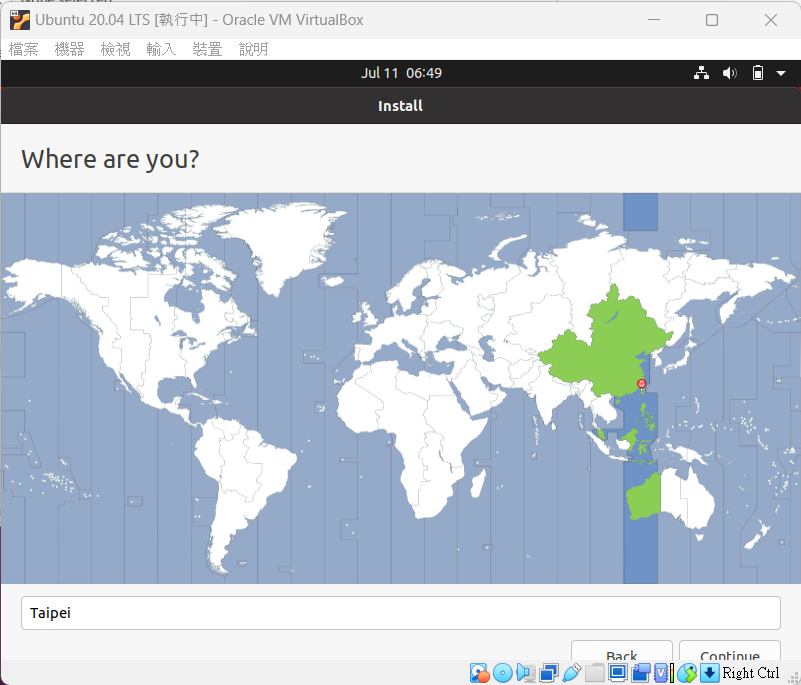 Ubuntu 20.04 LTS [執行中] - Oracle VM VirtualBox
檔案 機器 檢視 輸入 裝置 說明
Jul 11 06:49
Install
Where are you?
Taipei
Back Continue
Right Ctrl